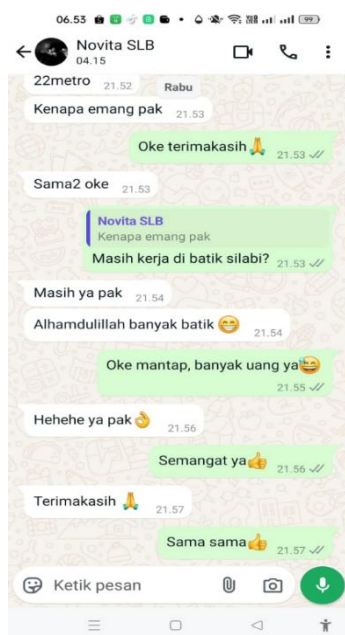 06.53
99
Novita SLB
04.15
22metro 21.52
Rabu
Kenapa emang pak 21.53
Oke terimakasih🙏 21.53
Sama2 oke 21.53
Novita SLB
Kenapa emang pak
Masih kerja di batik silabi? 21.53
Masih ya pak 21.54
Alhamdulillah banyak batik😁 21.54
Oke mantap, banyak uang ya😅
21.55
Hehehe ya pak👌 21.56
Semangat ya👍 21.56
Terimakasih 🙏 21.57
Sama sama👍 21.57
Ketik pesan